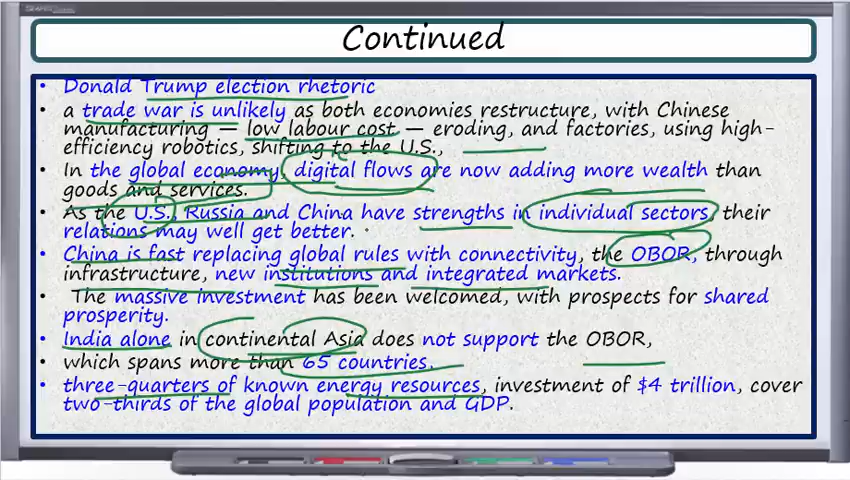 Continued
• Donald Trump election rhetoric
• a trade war is unlikely as both economies restructure, with Chinese
manufacturing — low labour cost — eroding, and factories, using high-
efficiency robotics, shifting to the U.S.,
• In the global economy, digital flows are now adding more wealth than
goods and services.
• As the U.S., Russia and China have strengths in individual sectors, their
relations may well get better.
• China is fast replacing global rules with connectivity, the OBOR, through
infrastructure, new institutions and integrated markets.
• The massive investment has been welcomed, with prospects for shared
prosperity.
• India alone in continental Asia does not support the OBOR,
• which spans more than 65 countries,
• three-quarters of known energy resources, investment of $4 trillion, cover
two-thirds of the global population and GDP.